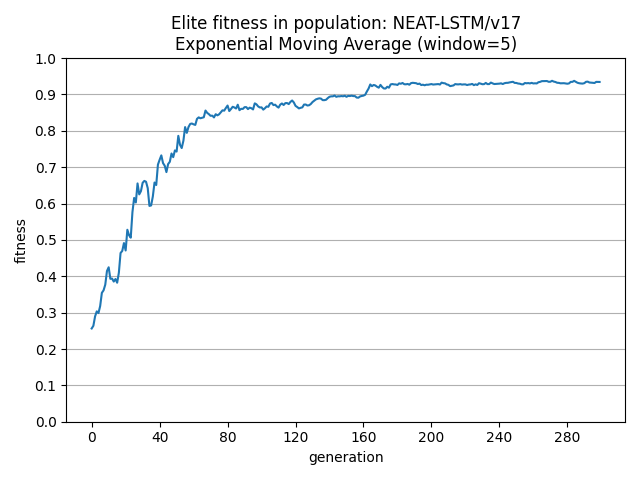 Elite fitness in population: NEAT-LSTM/v17
Exponential Moving Average (window=5)
1.0
0.9
0.8
0.7
0.6
0.5
0.4
0.3
0.2
0.1
0.0
fitness
0 40 80 120 160 200 240 280
generation